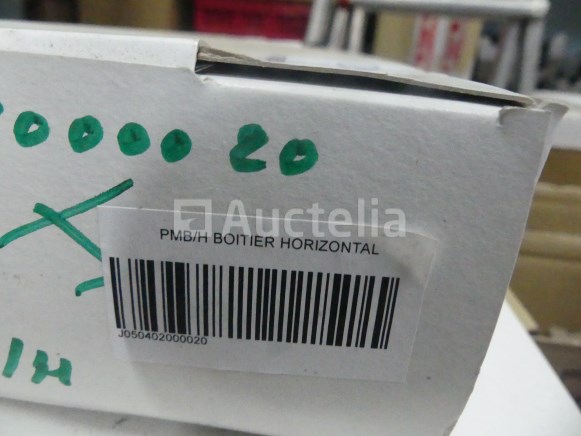 0000 20
Auctelia
PMB/H BOITIER HORIZONTAL
J050402000020